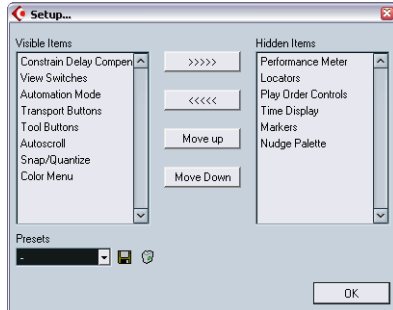 Setup...
Visible Items
Hidden Items
Constrain Delay Compen
View Switches
Automation Mode
Transport Buttons
Tool Buttons
Autoscroll
Snap/Quantize
Color Menu
>>>>>
<<<<<
Move up
Move Down
Performance Meter
Locators
Play Order Controls
Time Display
Markers
Nudge Palette
Presets
-
OK